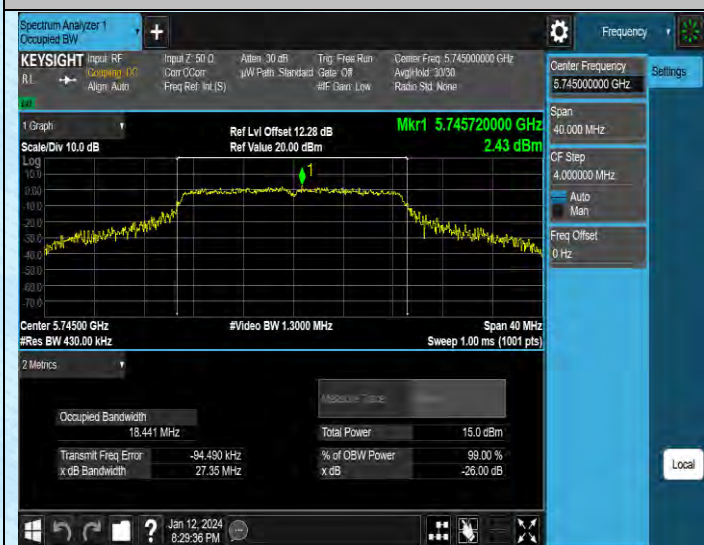 Spectrum Analyzer 1
Occupied BW
+
Frequency
KEYSIGHT
Input: RF
Coupling: DC
Align: Auto
RL
Input Z: 50 Ω
Corr CCorr
Freq Ref: Int (S)
Atten: 30 dB
µW Path: Standard
Trig: Free Run
Gate: Off
#IF Gain: Low
Center Freq: 5.745000000 GHz
Avg|Hold: 30/30
Radio Std: None
Center Frequency
5.745000000 GHz
Settings
Span
40.000 MHz
CF Step
4.000000 MHz
Auto
Man
Freq Offset
0 Hz
1 Graph
Scale/Div 10.0 dB
Ref Lvl Offset 12.28 dB
Ref Value 20.00 dBm
Mkr1 5.745720000 GHz
2.43 dBm
Log
10.0
0.00
-10.0
-20.0
-30.0
-40.0
-50.0
-60.0
-70.0
1
Center 5.74500 GHz
#Video BW 1.3000 MHz
Span 40 MHz
#Res BW 430.00 kHz
Sweep 1.00 ms (1001 pts)
2 Metrics
Measure Trace
Occupied Bandwidth
18.441 MHz
Total Power 15.0 dBm
Transmit Freq Error -94.490 kHz
% of OBW Power 99.00 %
x dB Bandwidth 27.35 MHz
x dB -26.00 dB
Local
?
Jan 12, 2024
8:29:36 PM